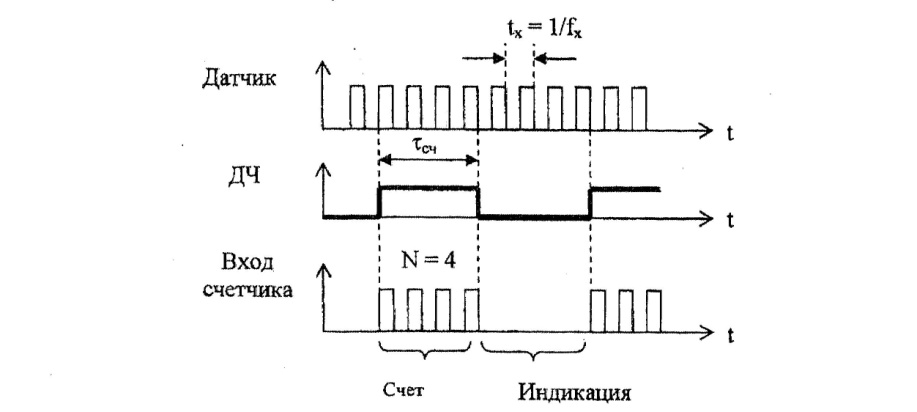 tₓ = 1/fₓ
Датчик
t
τсч
ДЧ
t
N = 4
Вход
счетчика
t
Счет
Индикация